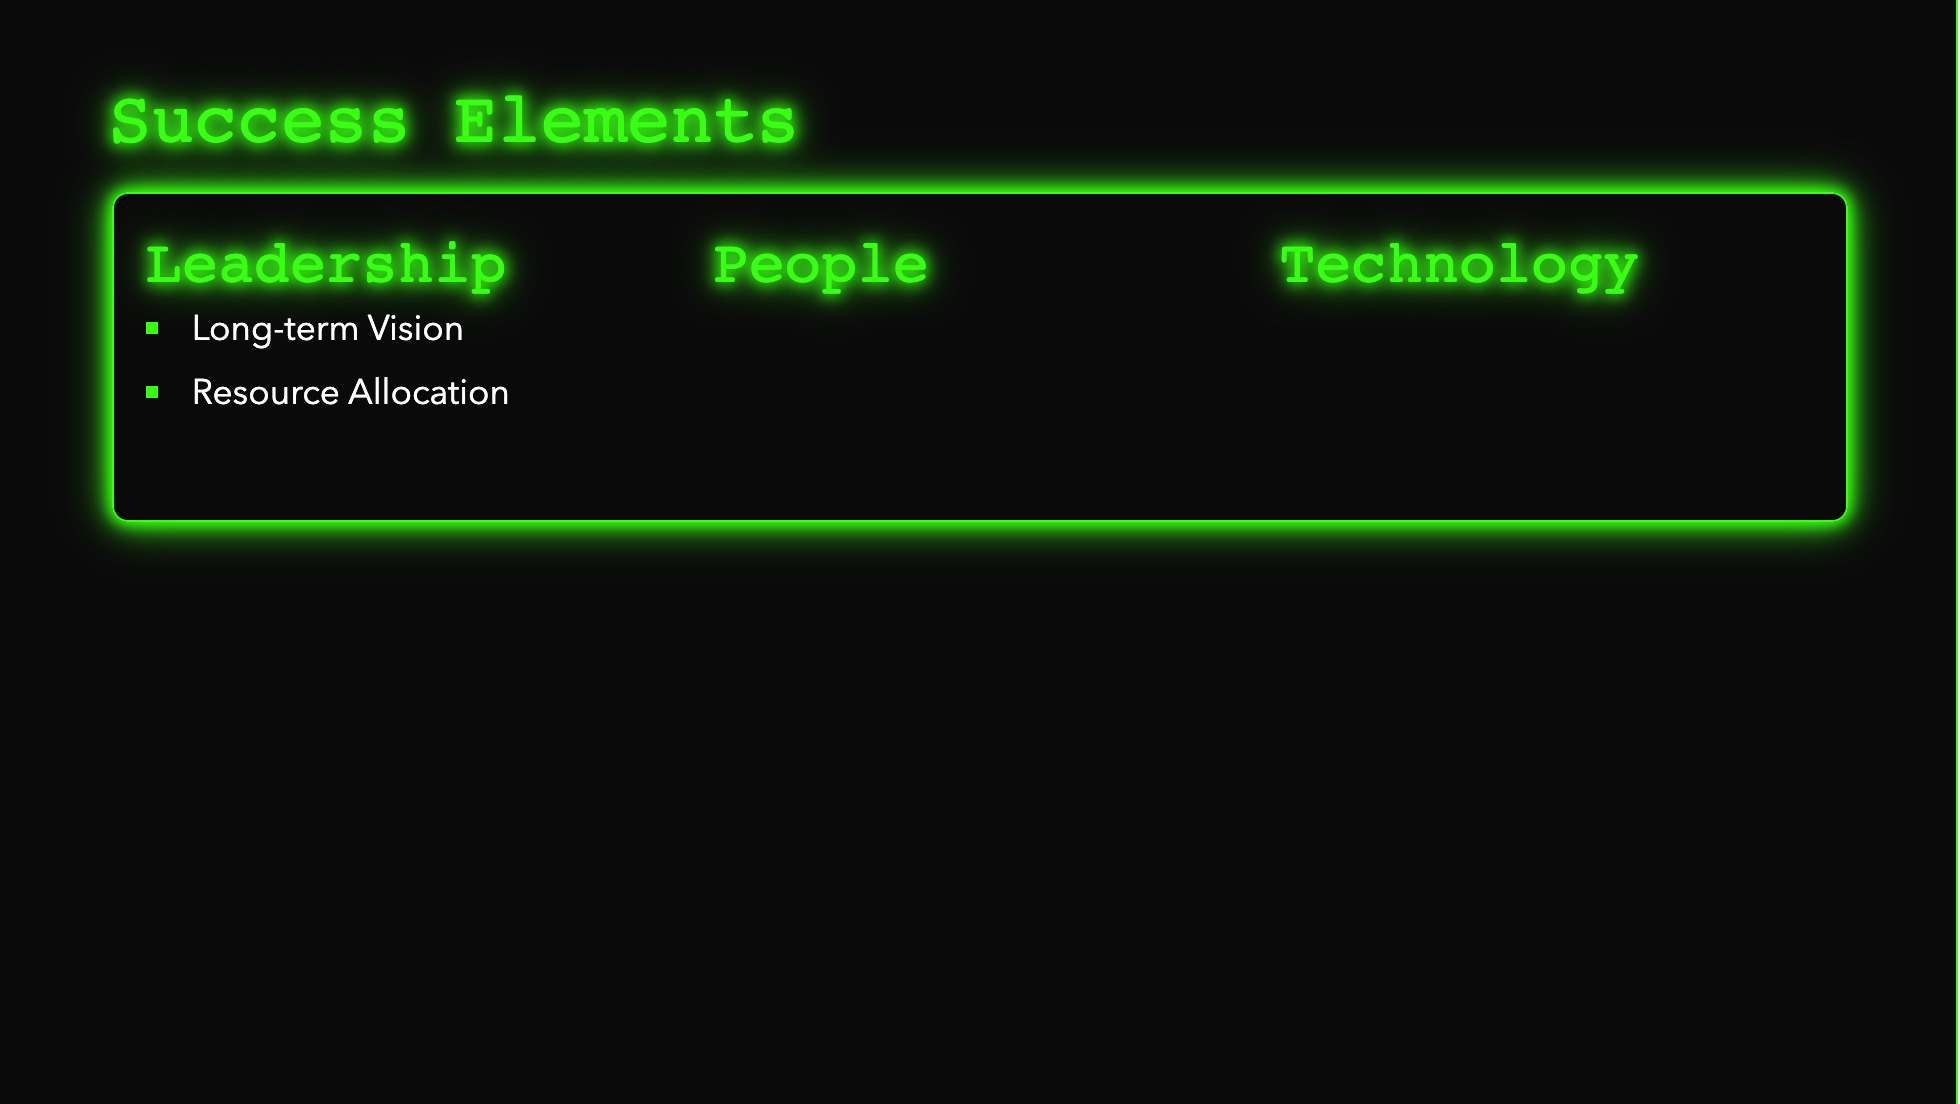 Success Elements
Leadership
Long-term Vision
Resource Allocation
People
Technology